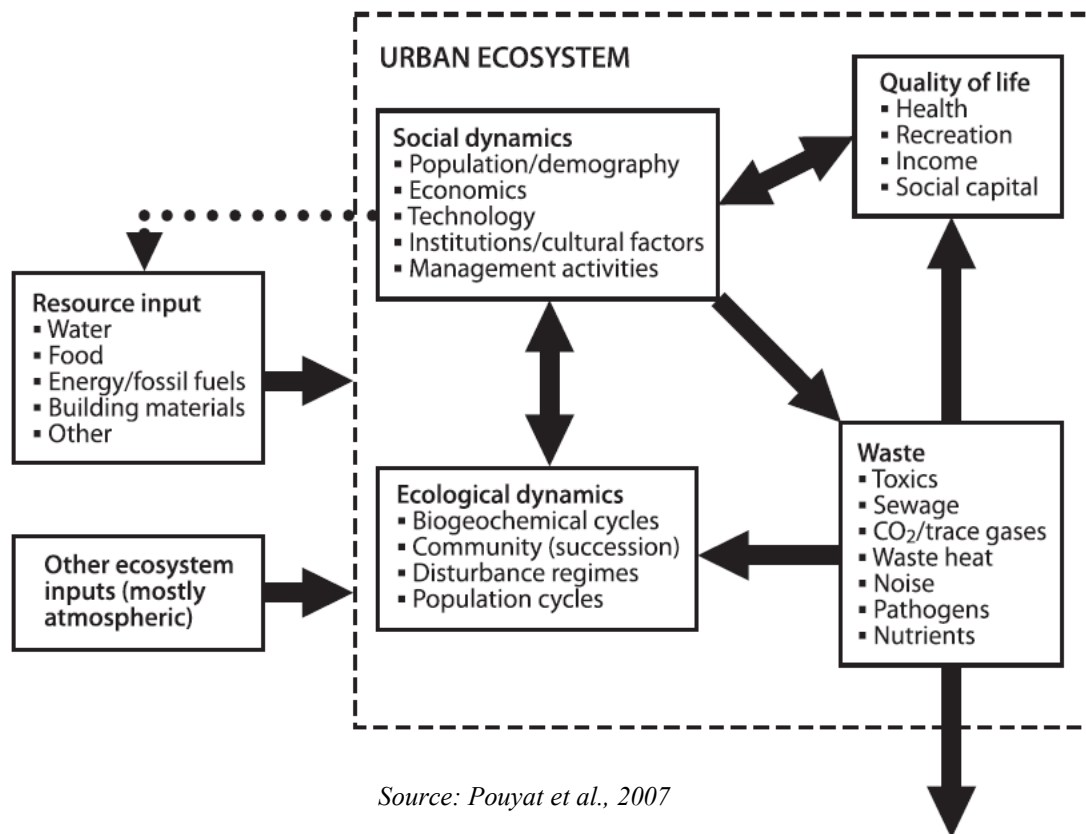 URBAN ECOSYSTEM
Quality of life
▪ Health
▪ Recreation
▪ Income
▪ Social capital
Social dynamics
▪ Population/demography
▪ Economics
▪ Technology
▪ Institutions/cultural factors
▪ Management activities
Resource input
▪ Water
▪ Food
▪ Energy/fossil fuels
▪ Building materials
▪ Other
Waste
▪ Toxics
▪ Sewage
▪ CO₂/trace gases
▪ Waste heat
▪ Noise
▪ Pathogens
▪ Nutrients
Ecological dynamics
▪ Biogeochemical cycles
▪ Community (succession)
▪ Disturbance regimes
▪ Population cycles
Other ecosystem
inputs (mostly
atmospheric)
Source: Pouyat et al., 2007